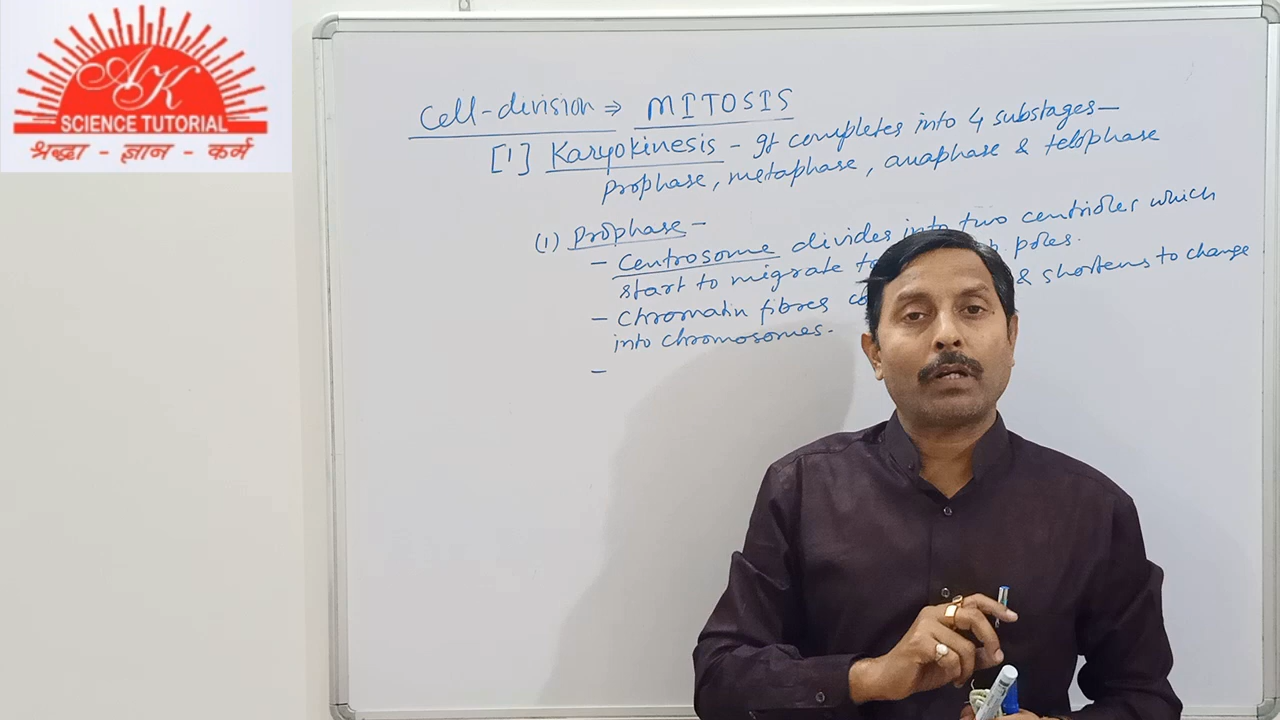 AK
SCIENCE TUTORIAL
श्रद्धा - ज्ञान - कर्म
Cell-division ⇒ MITOSIS
[1] Karyokinesis - It completes into 4 substages—
prophase, metaphase, anaphase & telophase
(1) Prophase -
- Centrosome divides into two centrioles which
start to migrate poles.
- Chromatin fibres & shortens to change
into chromosomes.
-